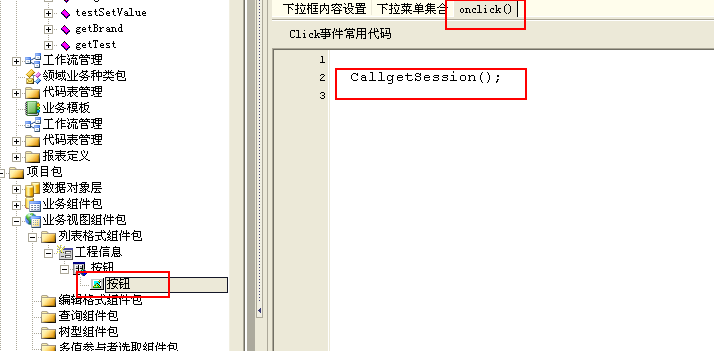 testSetValue
getBrand
getTest
工作流管理
领域业务种类包
代码表管理
业务模板
工作流管理
代码表管理
报表定义
项目包
数据对象层
业务组件包
业务视图组件包
列表格式组件包
工程信息
按钮
按钮
编辑格式组件包
查询组件包
树型组件包
多值参与者选取组件包
下拉框内容设置 下拉菜单集合 onclick()
Click事件常用代码
1
2 CallgetSession();
3